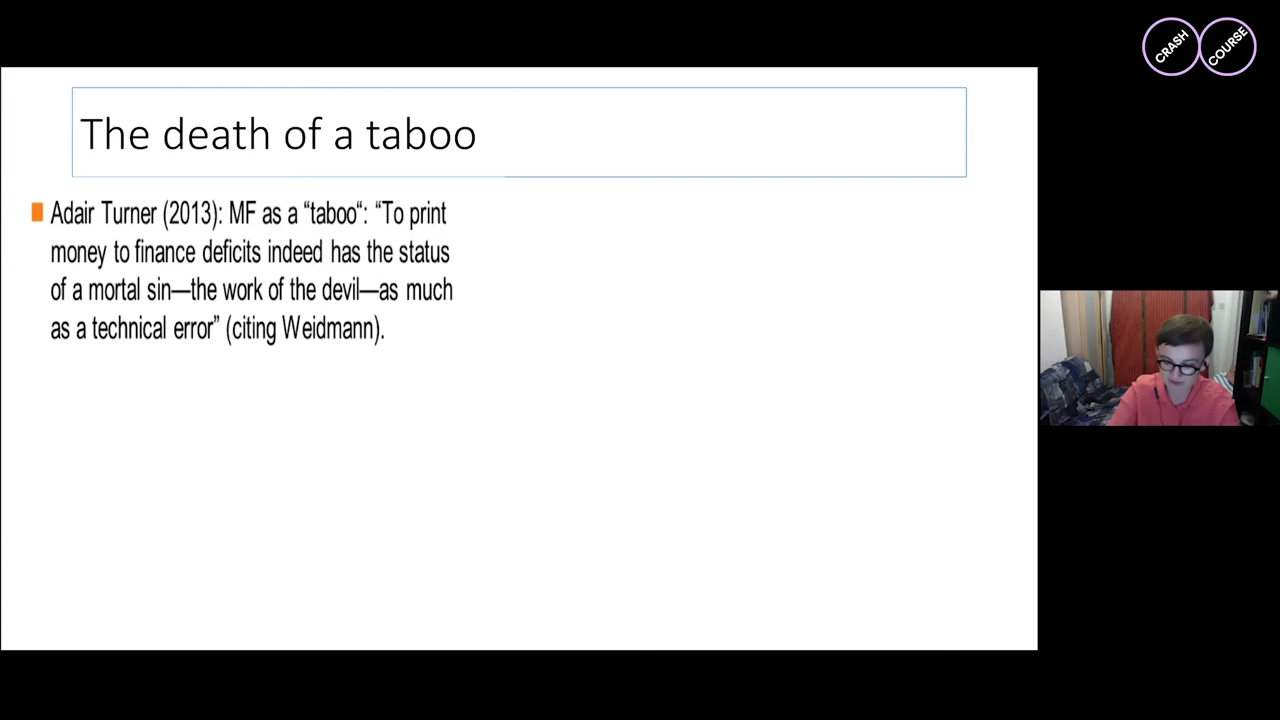 CRASH COURSE
The death of a taboo
Adair Turner (2013): MF as a “taboo“: “To print
money to finance deficits indeed has the status
of a mortal sin—the work of the devil—as much
as a technical error” (citing Weidmann).